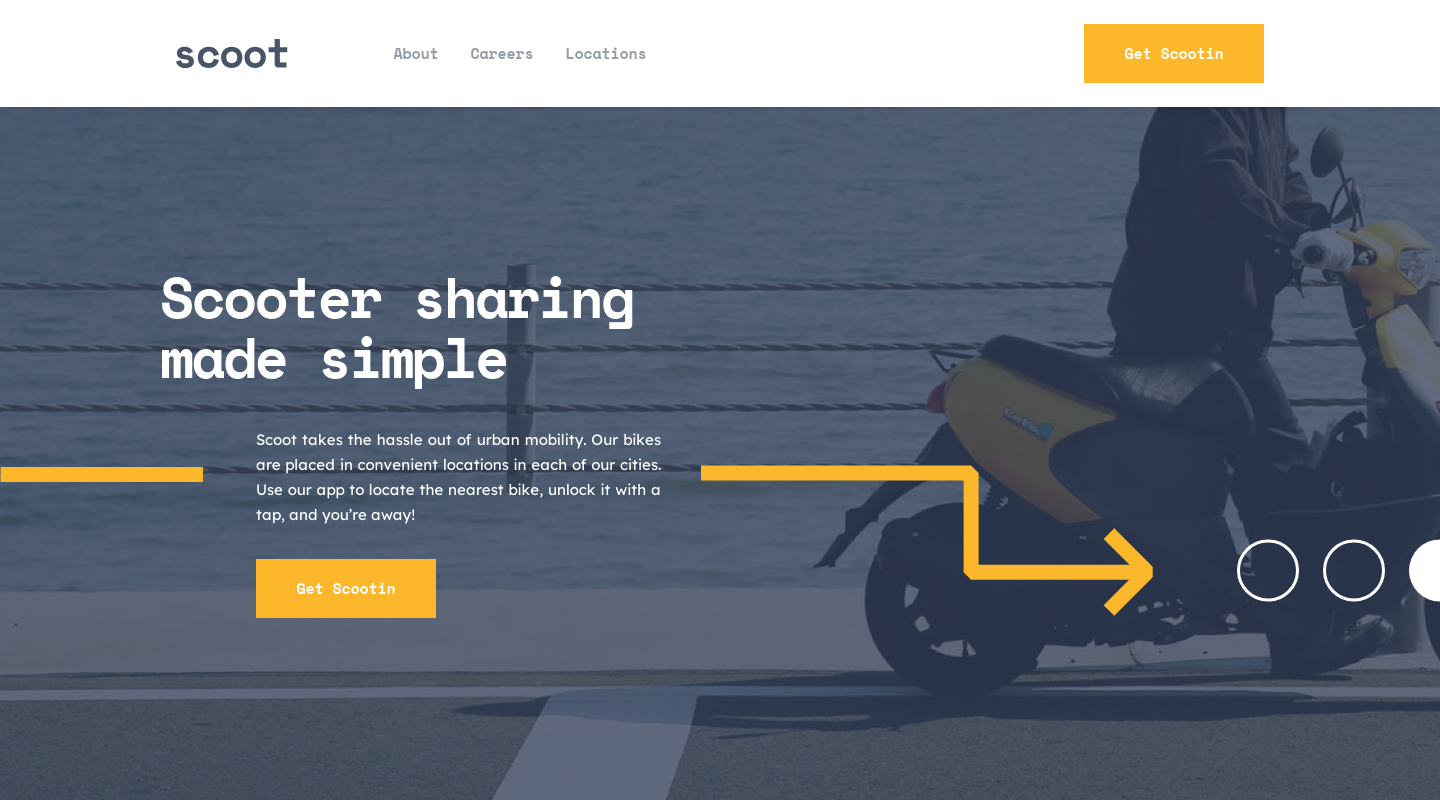 scoot
About Careers Locations
Get Scootin
Scooter sharing
made simple
Scoot takes the hassle out of urban mobility. Our bikes
are placed in convenient locations in each of our cities.
Use our app to locate the nearest bike, unlock it with a
tap, and you’re away!
Get Scootin